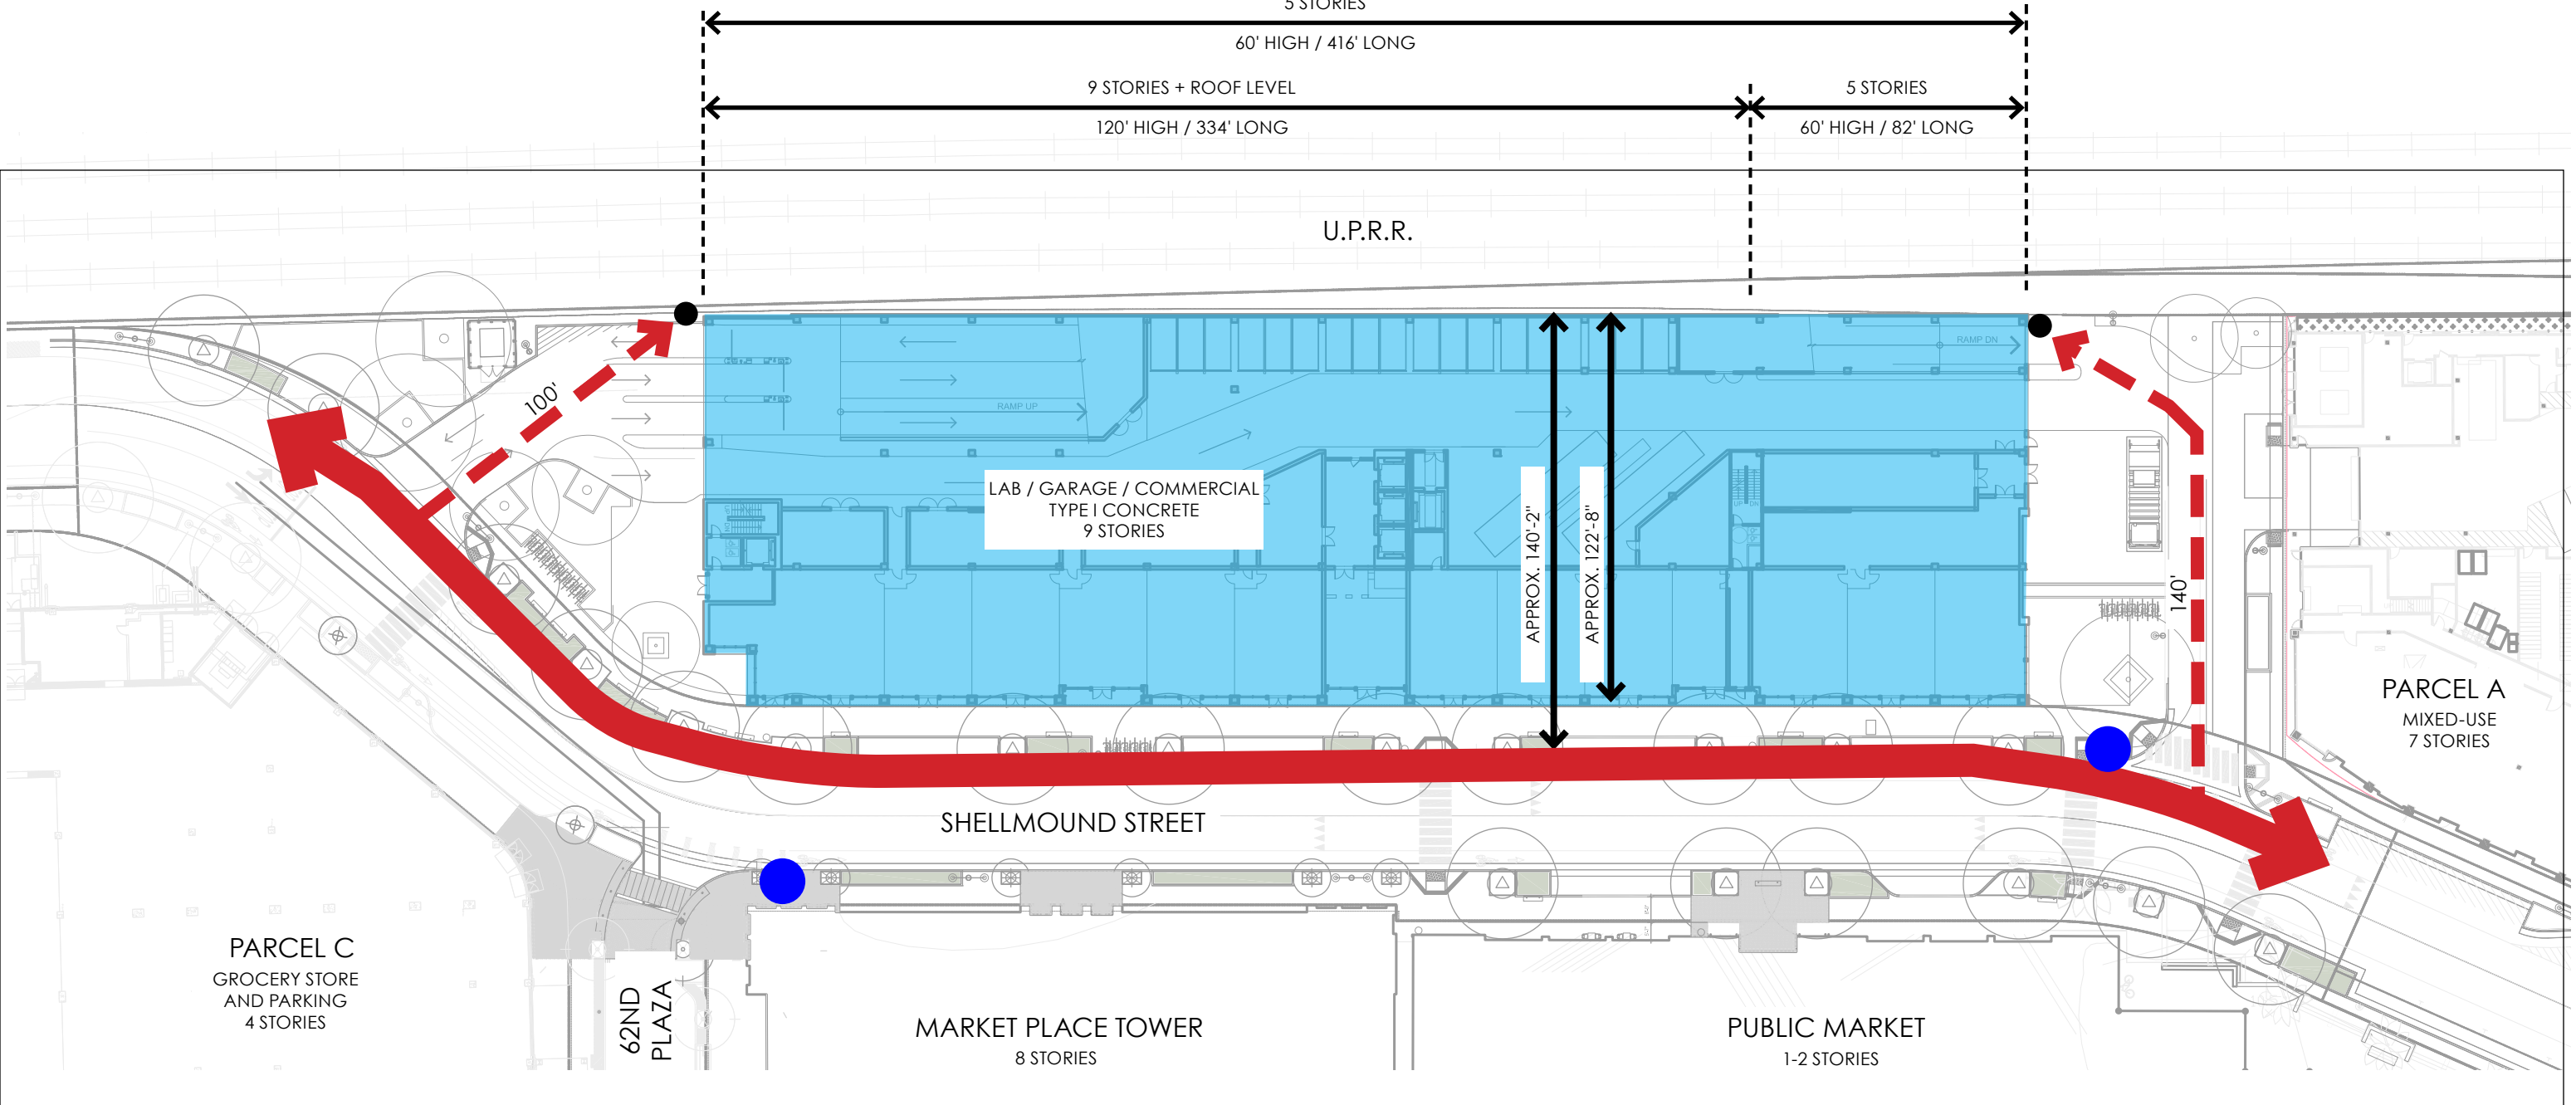 5 STORIES
60' HIGH / 416' LONG
9 STORIES + ROOF LEVEL
5 STORIES
120' HIGH / 334' LONG
60' HIGH / 82' LONG
U.P.R.R.
100'
RAMP UP
RAMP DN
LAB / GARAGE / COMMERCIAL
TYPE I CONCRETE
9 STORIES
APPROX. 140'-2"
APPROX. 122'-8"
140'
PARCEL A
MIXED-USE
7 STORIES
SHELLMOUND STREET
PARCEL C
GROCERY STORE
AND PARKING
4 STORIES
62ND
PLAZA
MARKET PLACE TOWER
8 STORIES
PUBLIC MARKET
1-2 STORIES